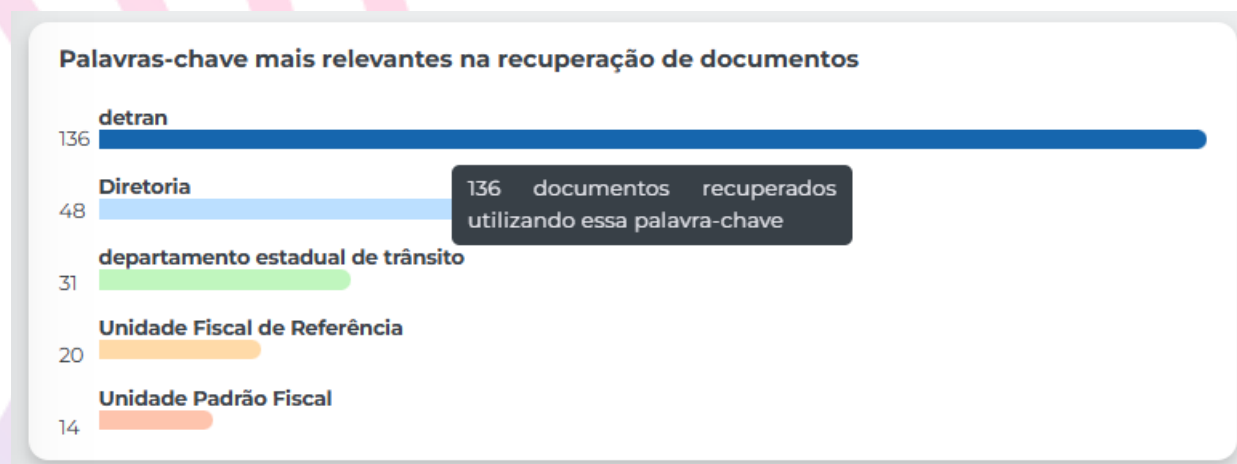 Palavras-chave mais relevantes na recuperação de documentos
detran
136
Diretoria
48
136 documentos recuperados
utilizando essa palavra-chave
departamento estadual de trânsito
31
Unidade Fiscal de Referência
20
Unidade Padrão Fiscal
14